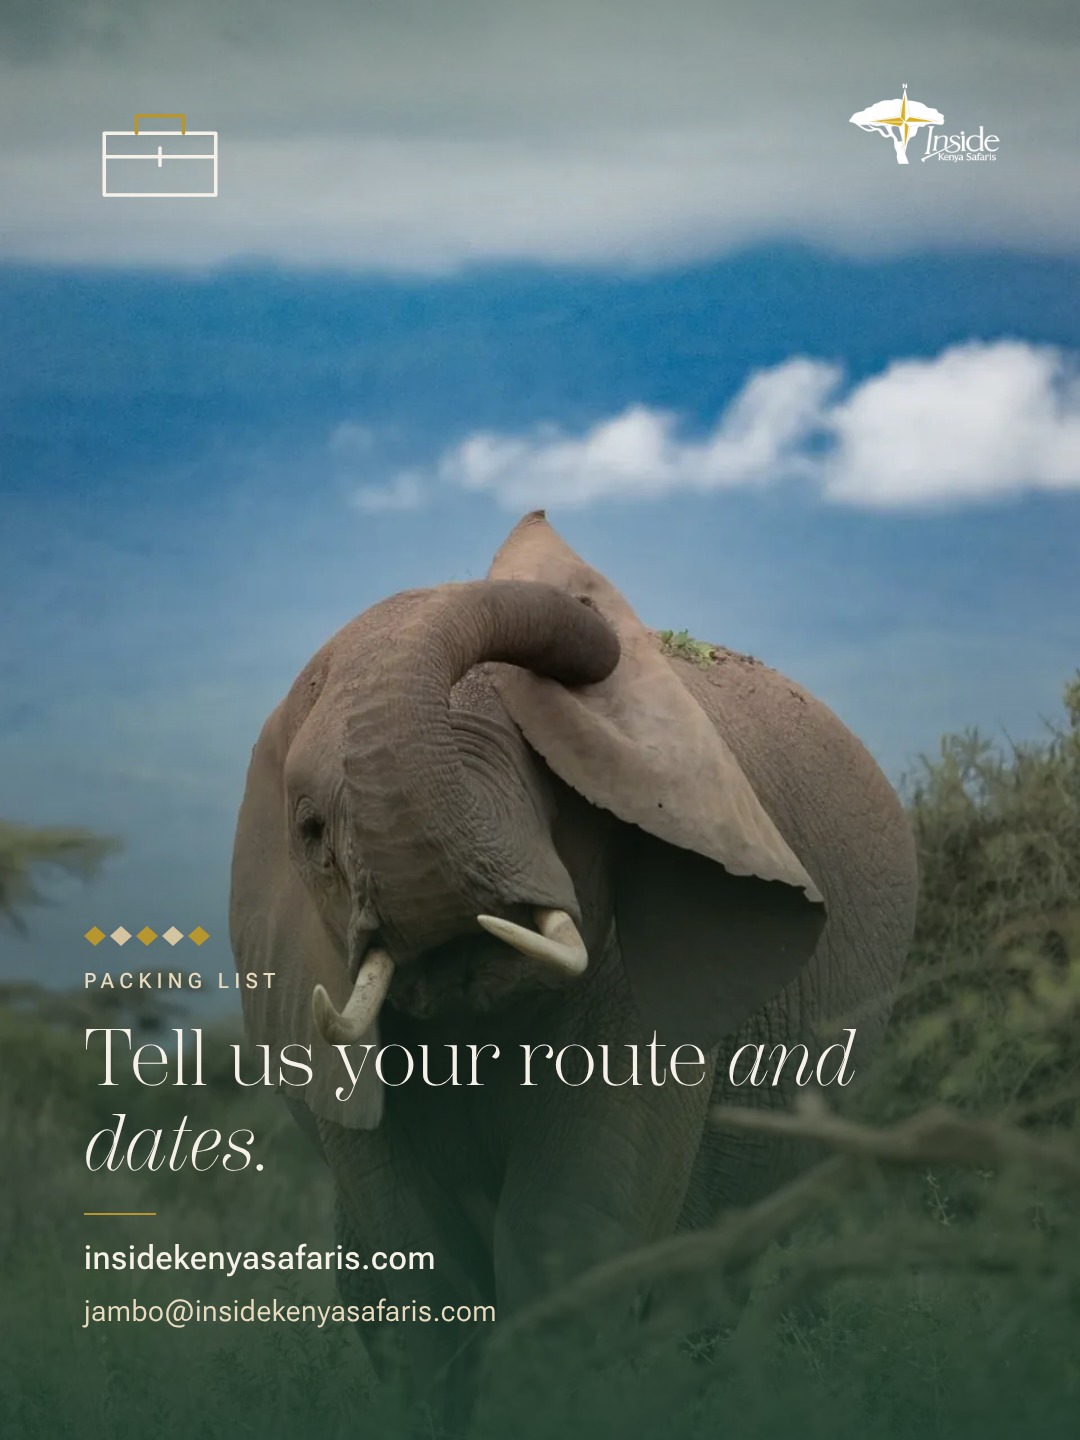 N
Inside
Kenya Safaris
PACKING LIST
Tell us your route and
dates.
insidekenyasafaris.com
jambo@insidekenyasafaris.com